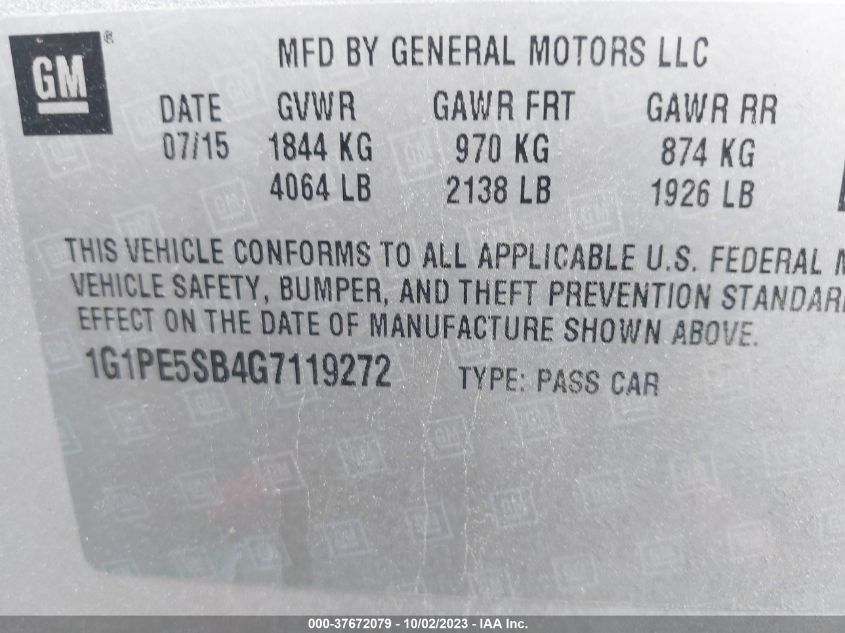 GM ®
MFD BY GENERAL MOTORS LLC
DATE GVWR GAWR FRT GAWR RR
07/15 1844 KG 970 KG 874 KG
4064 LB 2138 LB 1926 LB
THIS VEHICLE CONFORMS TO ALL APPLICABLE U.S. FEDERAL
VEHICLE SAFETY, BUMPER, AND THEFT PREVENTION STANDAR
EFFECT ON THE DATE OF MANUFACTURE SHOWN ABOVE.
1G1PE5SB4G7119272 TYPE: PASS CAR
000-37672079 - 10/02/2023 - IAA Inc.